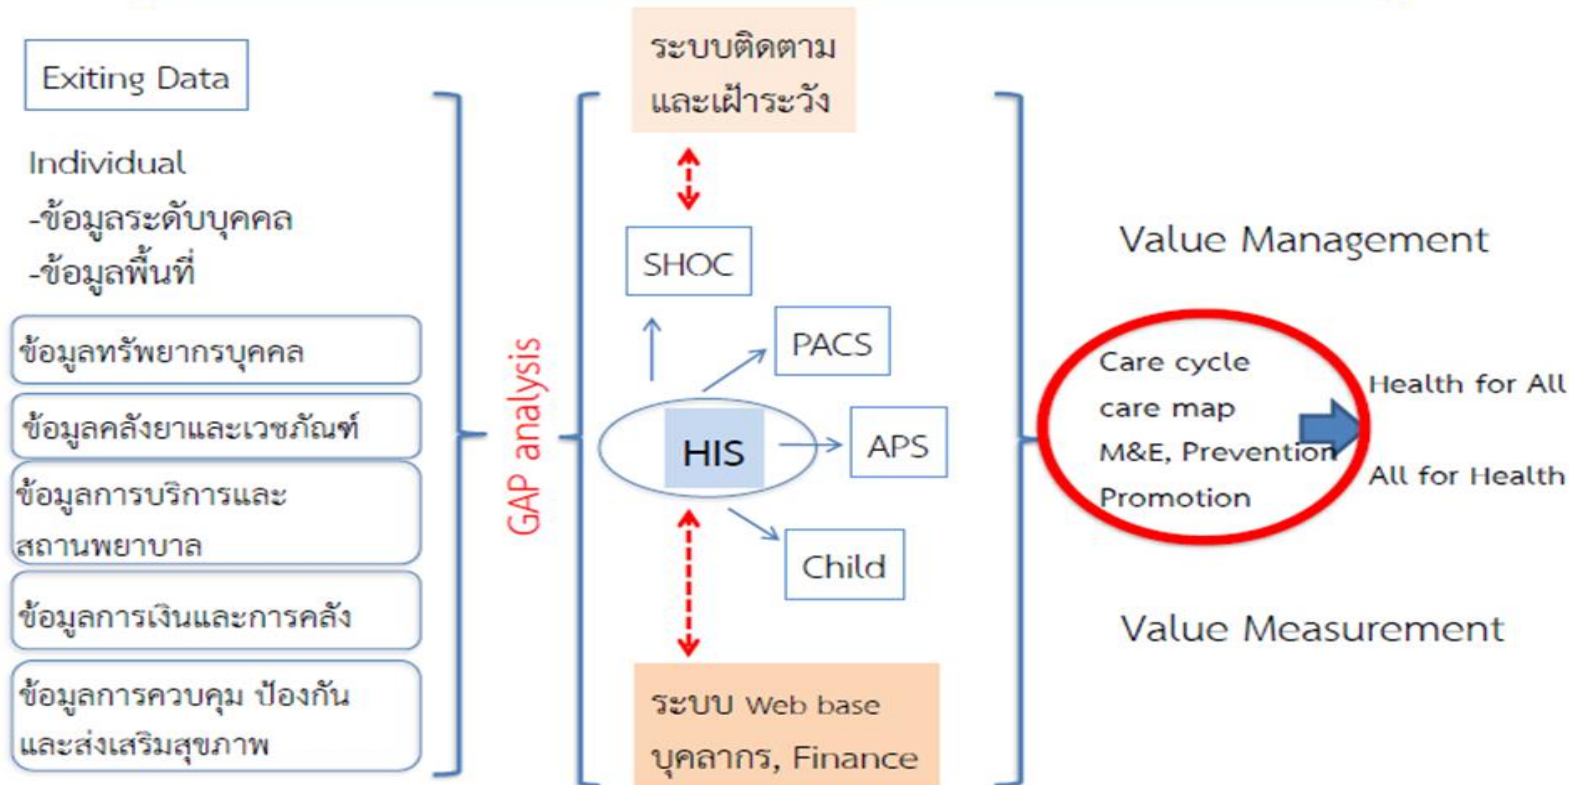 Exiting Data
Individual
-ข้อมูลระดับบุคคล
-ข้อมูลพื้นที่
ข้อมูลทรัพยากรบุคคล
ข้อมูลคลังยาและเวชภัณฑ์
ข้อมูลการบริการและ
สถานพยาบาล
ข้อมูลการเงินและการคลัง
ข้อมูลการควบคุม ป้องกัน
และส่งเสริมสุขภาพ
GAP analysis
ระบบติดตาม
และเฝ้าระวัง
SHOC
PACS
HIS
APS
Child
ระบบ Web base
บุคลากร, Finance
Value Management
Care cycle
care map
M&E, Prevention
Promotion
Health for All
All for Health
Value Measurement